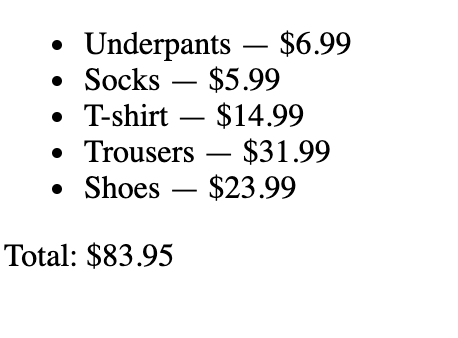 • Underpants — $6.99
• Socks — $5.99
• T-shirt — $14.99
• Trousers — $31.99
• Shoes — $23.99
Total: $83.95